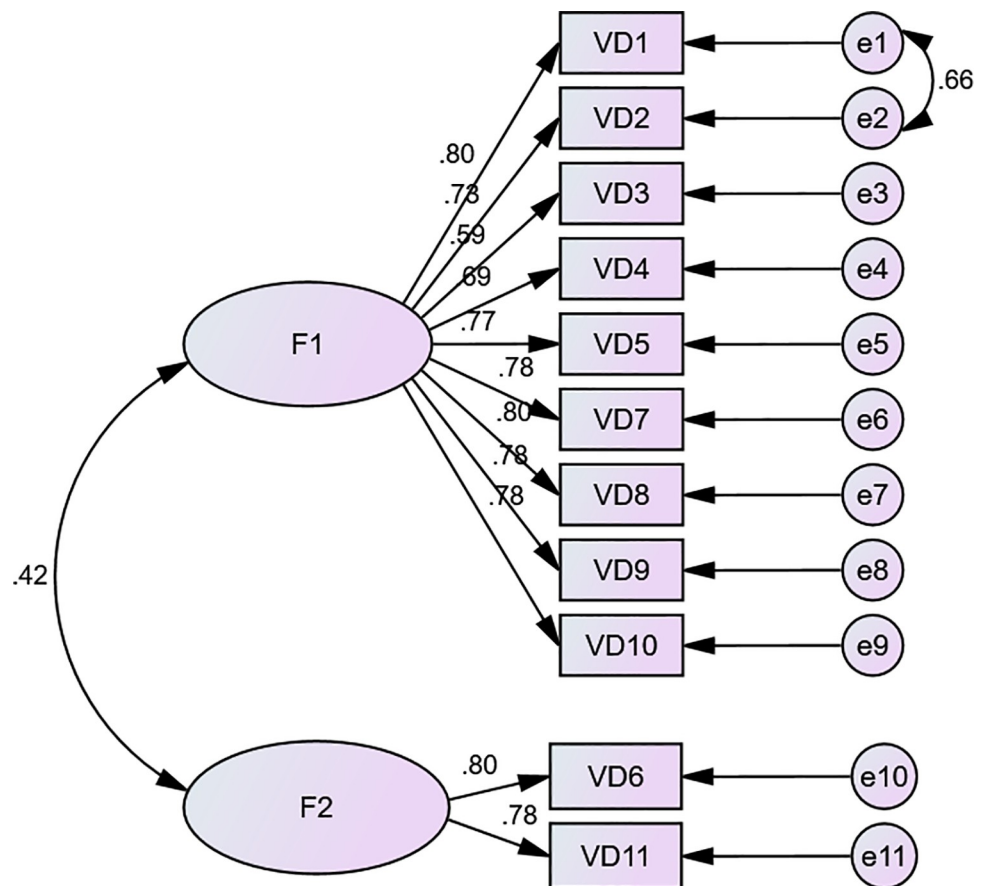 VD1
e1
.66
VD2
e2
.80
.73
VD3
e3
.59
.69
VD4
e4
.77
F1
VD5
e5
.78
.80
VD7
e6
.78
.78
VD8
e7
VD9
e8
.42
VD10
e9
.80
VD6
e10
F2
.78
VD11
e11